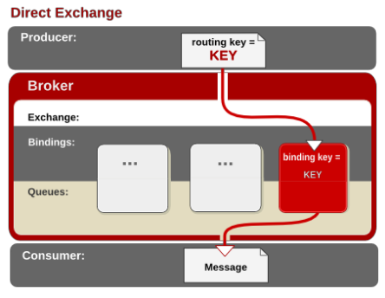 Direct Exchange
Producer:
routing key =
KEY
Broker
Exchange:
Bindings:
...
...
binding key =
KEY
Queues:
Consumer:
Message